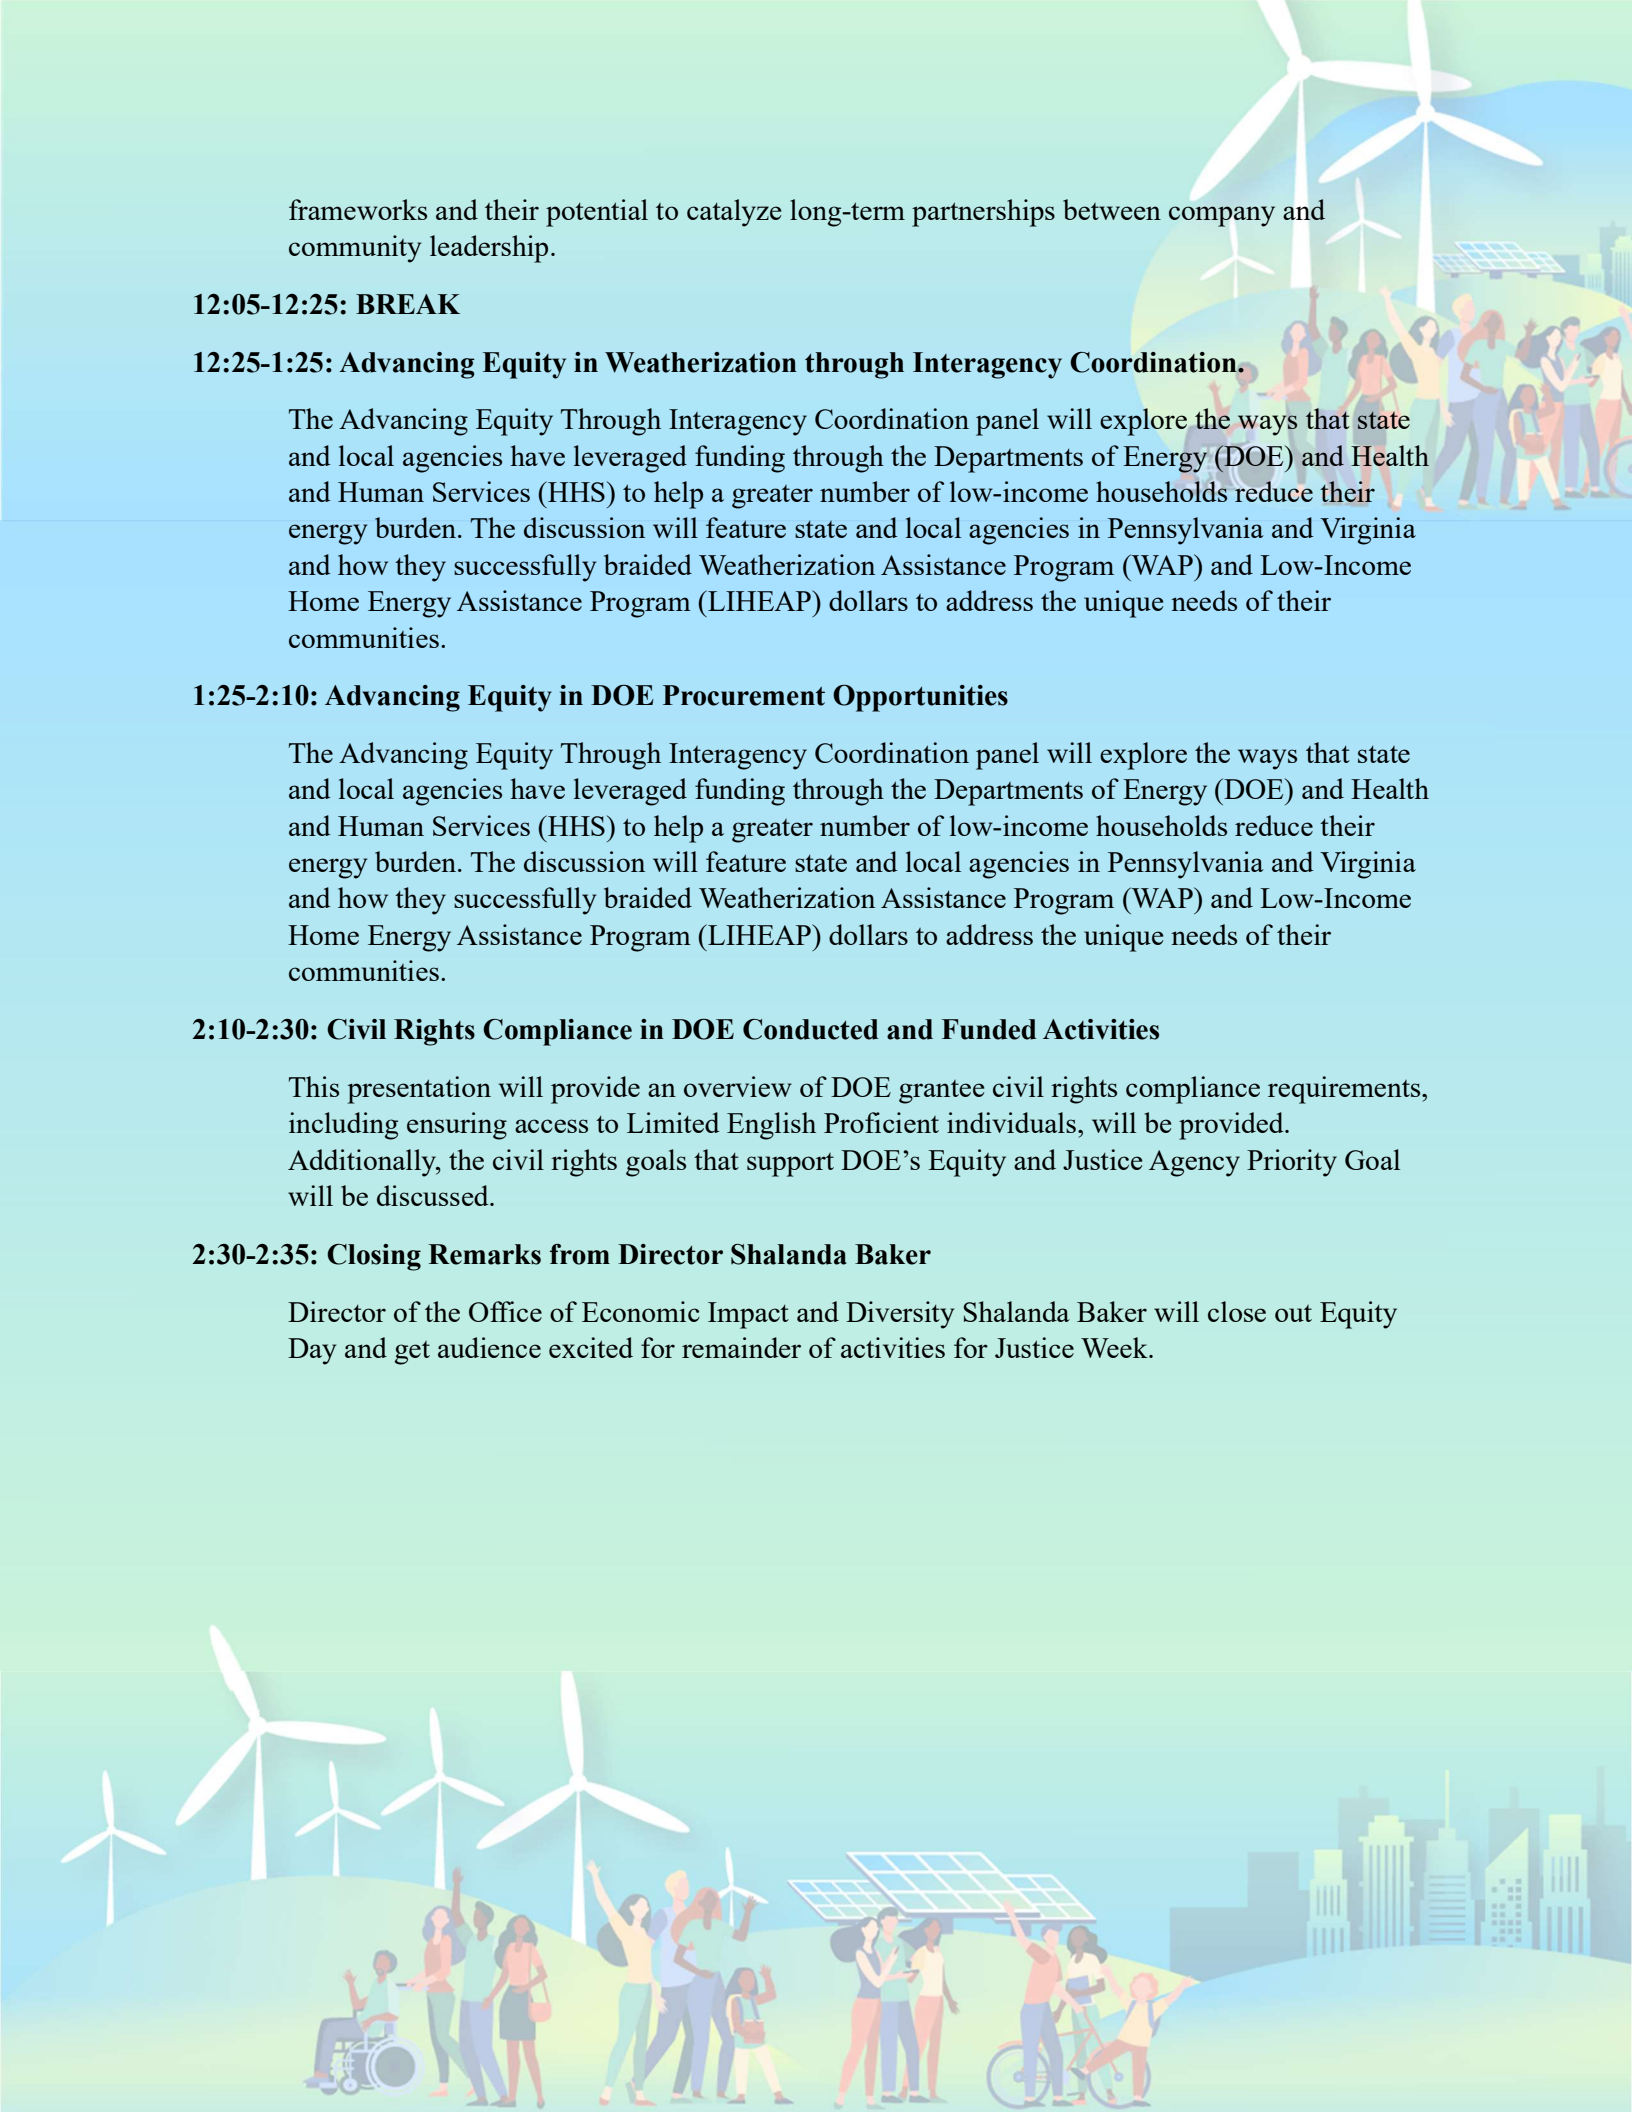 frameworks and their potential to catalyze long-term partnerships between company and
community leadership.
12:05-12:25: BREAK
12:25-1:25: Advancing Equity in Weatherization through Interagency Coordination.
The Advancing Equity Through Interagency Coordination panel will explore the ways that state
and local agencies have leveraged funding through the Departments of Energy (DOE) and Health
and Human Services (HHS) to help a greater number of low-income households reduce their
energy burden. The discussion will feature state and local agencies in Pennsylvania and Virginia
and how they successfully braided Weatherization Assistance Program (WAP) and Low-Income
Home Energy Assistance Program (LIHEAP) dollars to address the unique needs of their
communities.
1:25-2:10: Advancing Equity in DOE Procurement Opportunities
The Advancing Equity Through Interagency Coordination panel will explore the ways that state
and local agencies have leveraged funding through the Departments of Energy (DOE) and Health
and Human Services (HHS) to help a greater number of low-income households reduce their
energy burden. The discussion will feature state and local agencies in Pennsylvania and Virginia
and how they successfully braided Weatherization Assistance Program (WAP) and Low-Income
Home Energy Assistance Program (LIHEAP) dollars to address the unique needs of their
communities.
2:10-2:30: Civil Rights Compliance in DOE Conducted and Funded Activities
This presentation will provide an overview of DOE grantee civil rights compliance requirements,
including ensuring access to Limited English Proficient individuals, will be provided.
Additionally, the civil rights goals that support DOE’s Equity and Justice Agency Priority Goal
will be discussed.
2:30-2:35: Closing Remarks from Director Shalanda Baker
Director of the Office of Economic Impact and Diversity Shalanda Baker will close out Equity
Day and get audience excited for remainder of activities for Justice Week.